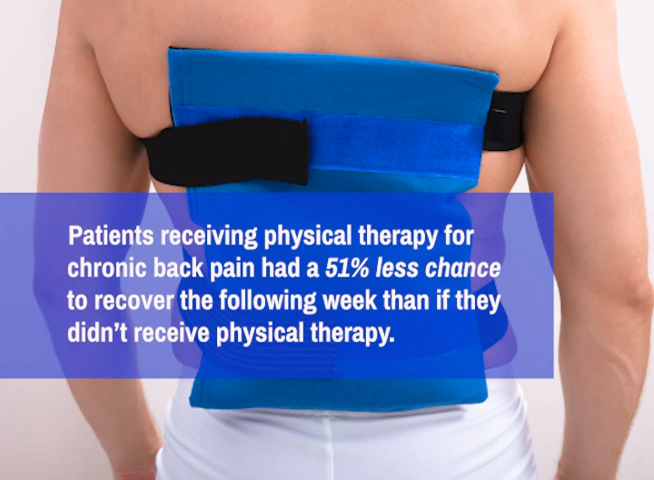 Patients receiving physical therapy for
chronic back pain had a 51% less chance
to recover the following week than if they
didn't receive physical therapy.